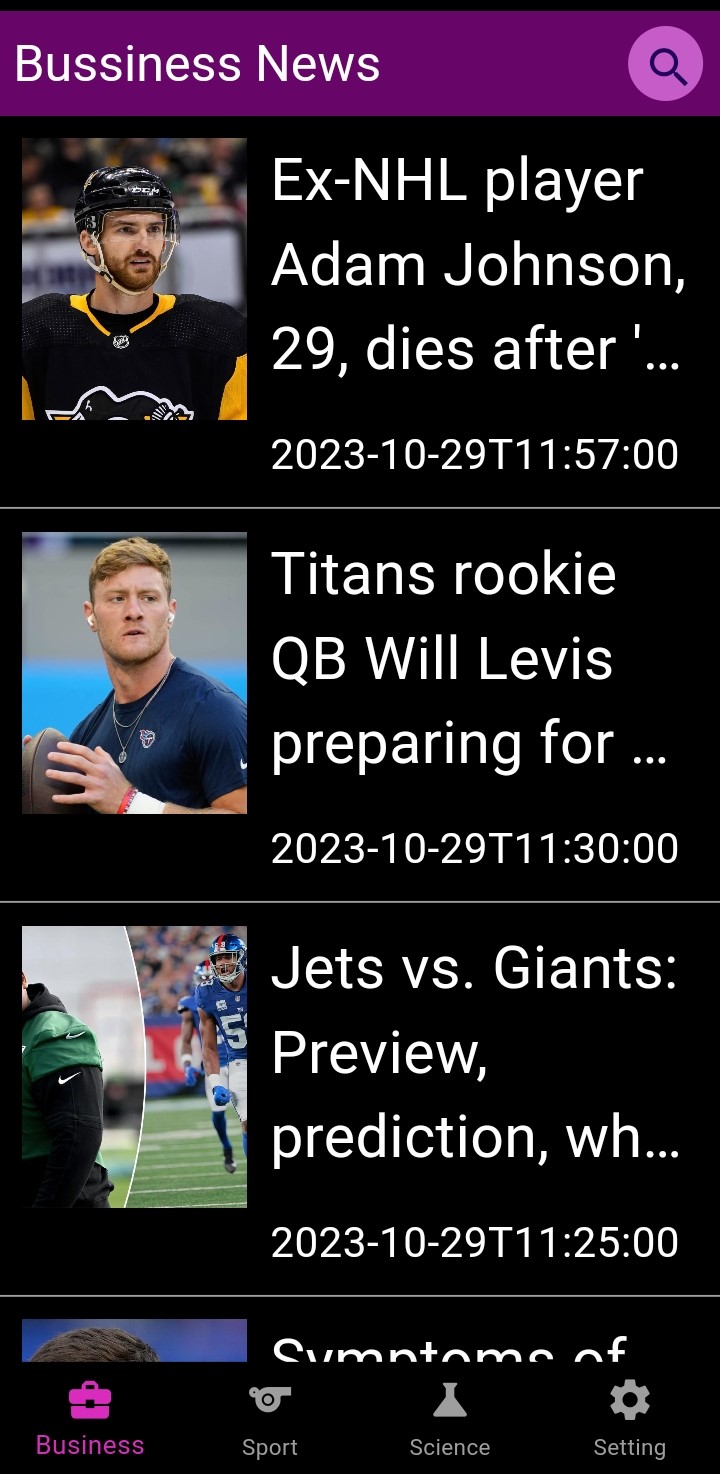 Bussiness News
Ex-NHL player
Adam Johnson,
29, dies after '...
2023-10-29T11:57:00
Titans rookie
QB Will Levis
preparing for ...
2023-10-29T11:30:00
Jets vs. Giants:
Preview,
prediction, wh...
2023-10-29T11:25:00
Symptoms of
Business
Sport
Science
Setting